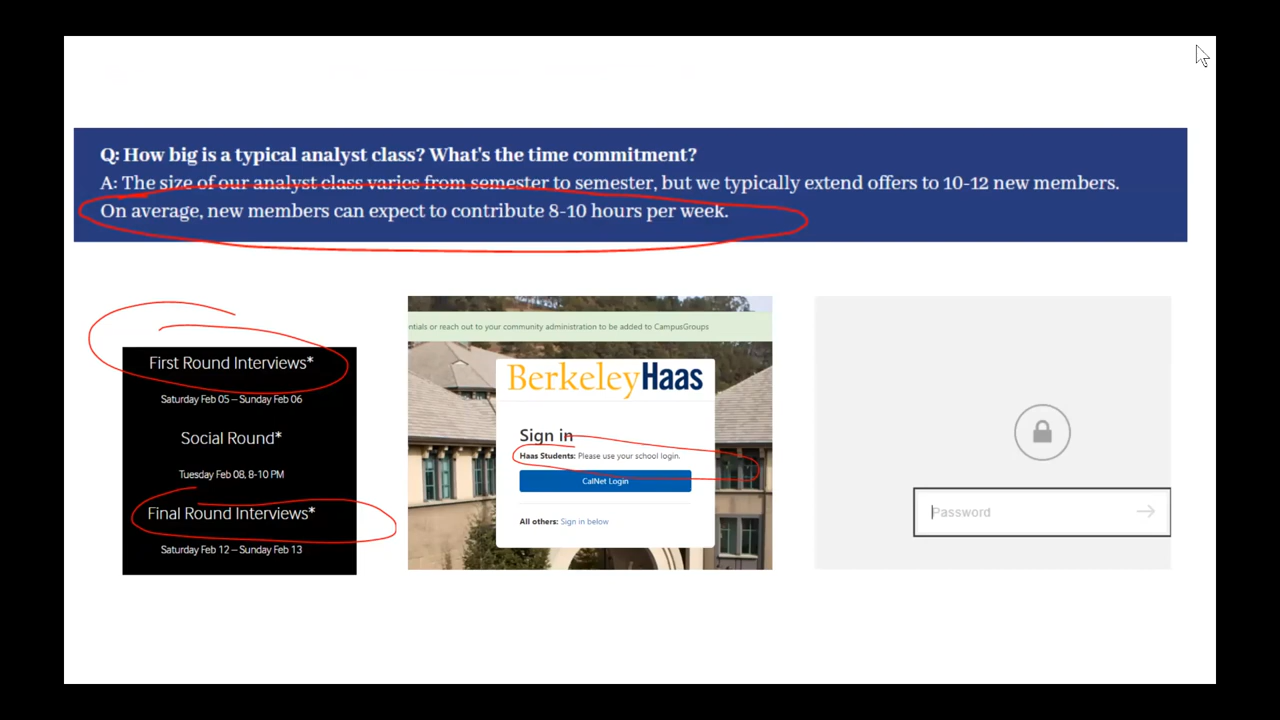 Q: How big is a typical analyst class? What's the time commitment?
A: The size of our analyst class varies from semester to semester, but we typically extend offers to 10-12 new members.
On average, new members can expect to contribute 8-10 hours per week.
First Round Interviews*
Saturday Feb 05 – Sunday Feb 06
Social Round*
Tuesday Feb 08, 8-10 PM
Final Round Interviews*
Saturday Feb 12 – Sunday Feb 13
ntials or reach out to your community administration to be added to CampusGroups
BerkeleyHaas
Sign in
Haas Students: Please use your school login.
CalNet Login
All others: Sign in below
Password